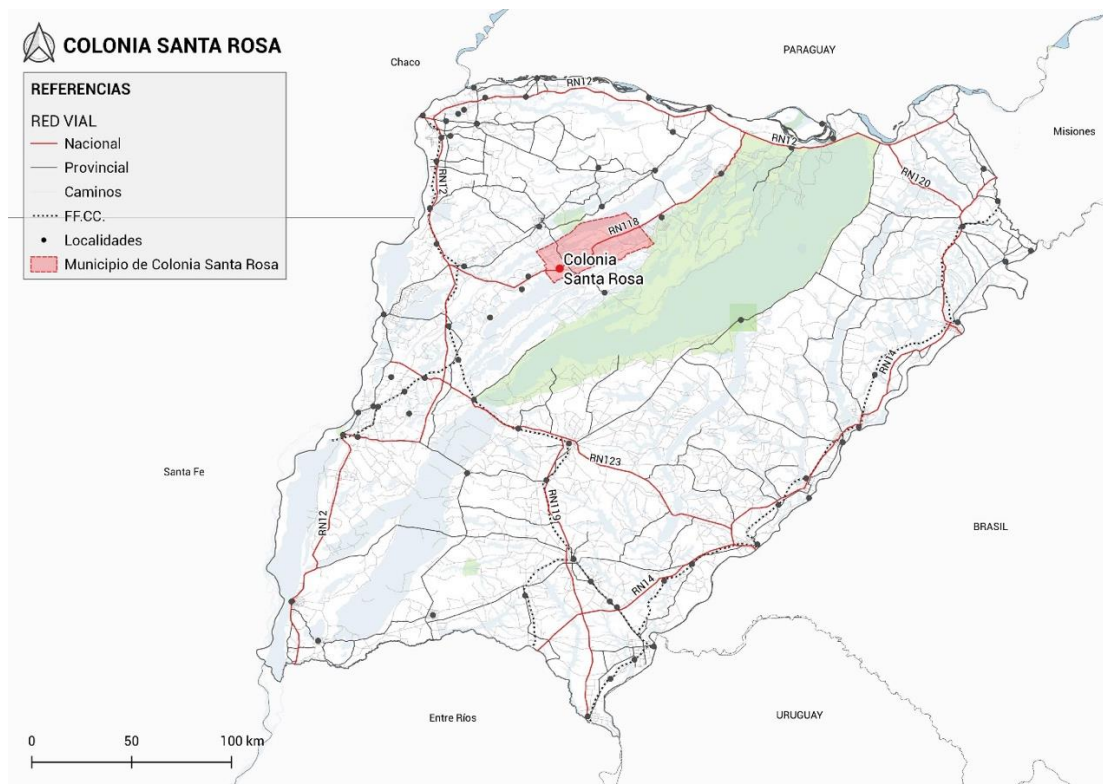 COLONIA SANTA ROSA
REFERENCIAS
RED VIAL
Nacional
Provincial
Caminos
FF.CC.
Localidades
Municipio de Colonia Santa Rosa
PARAGUAY
Chaco
Misiones
RN12
RN12
RN12
RN120
RN118
Colonia
Santa Rosa
RN14
Santa Fe
RN123
RN119
RN12
BRASIL
RN14
Entre Ríos
URUGUAY
0 50 100 km